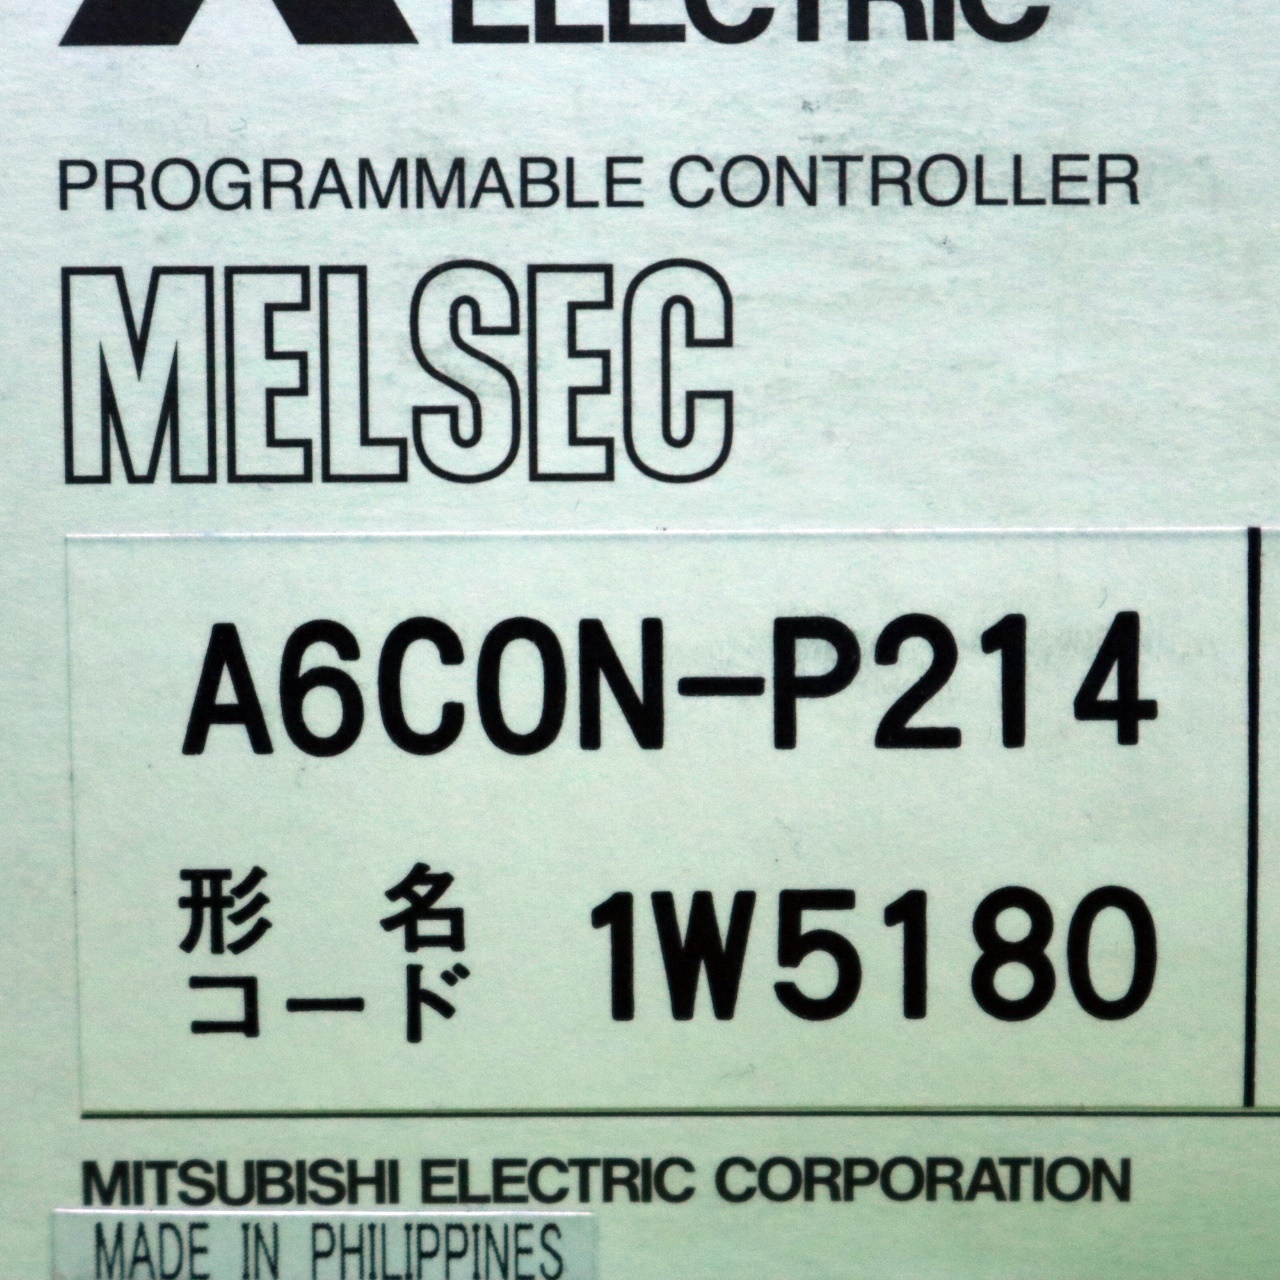 ELECTRIC
PROGRAMMABLE CONTROLLER
MELSEC
A6CON-P214
形名
コード 1W5180
MITSUBISHI ELECTRIC CORPORATION
MADE IN PHILIPPINES